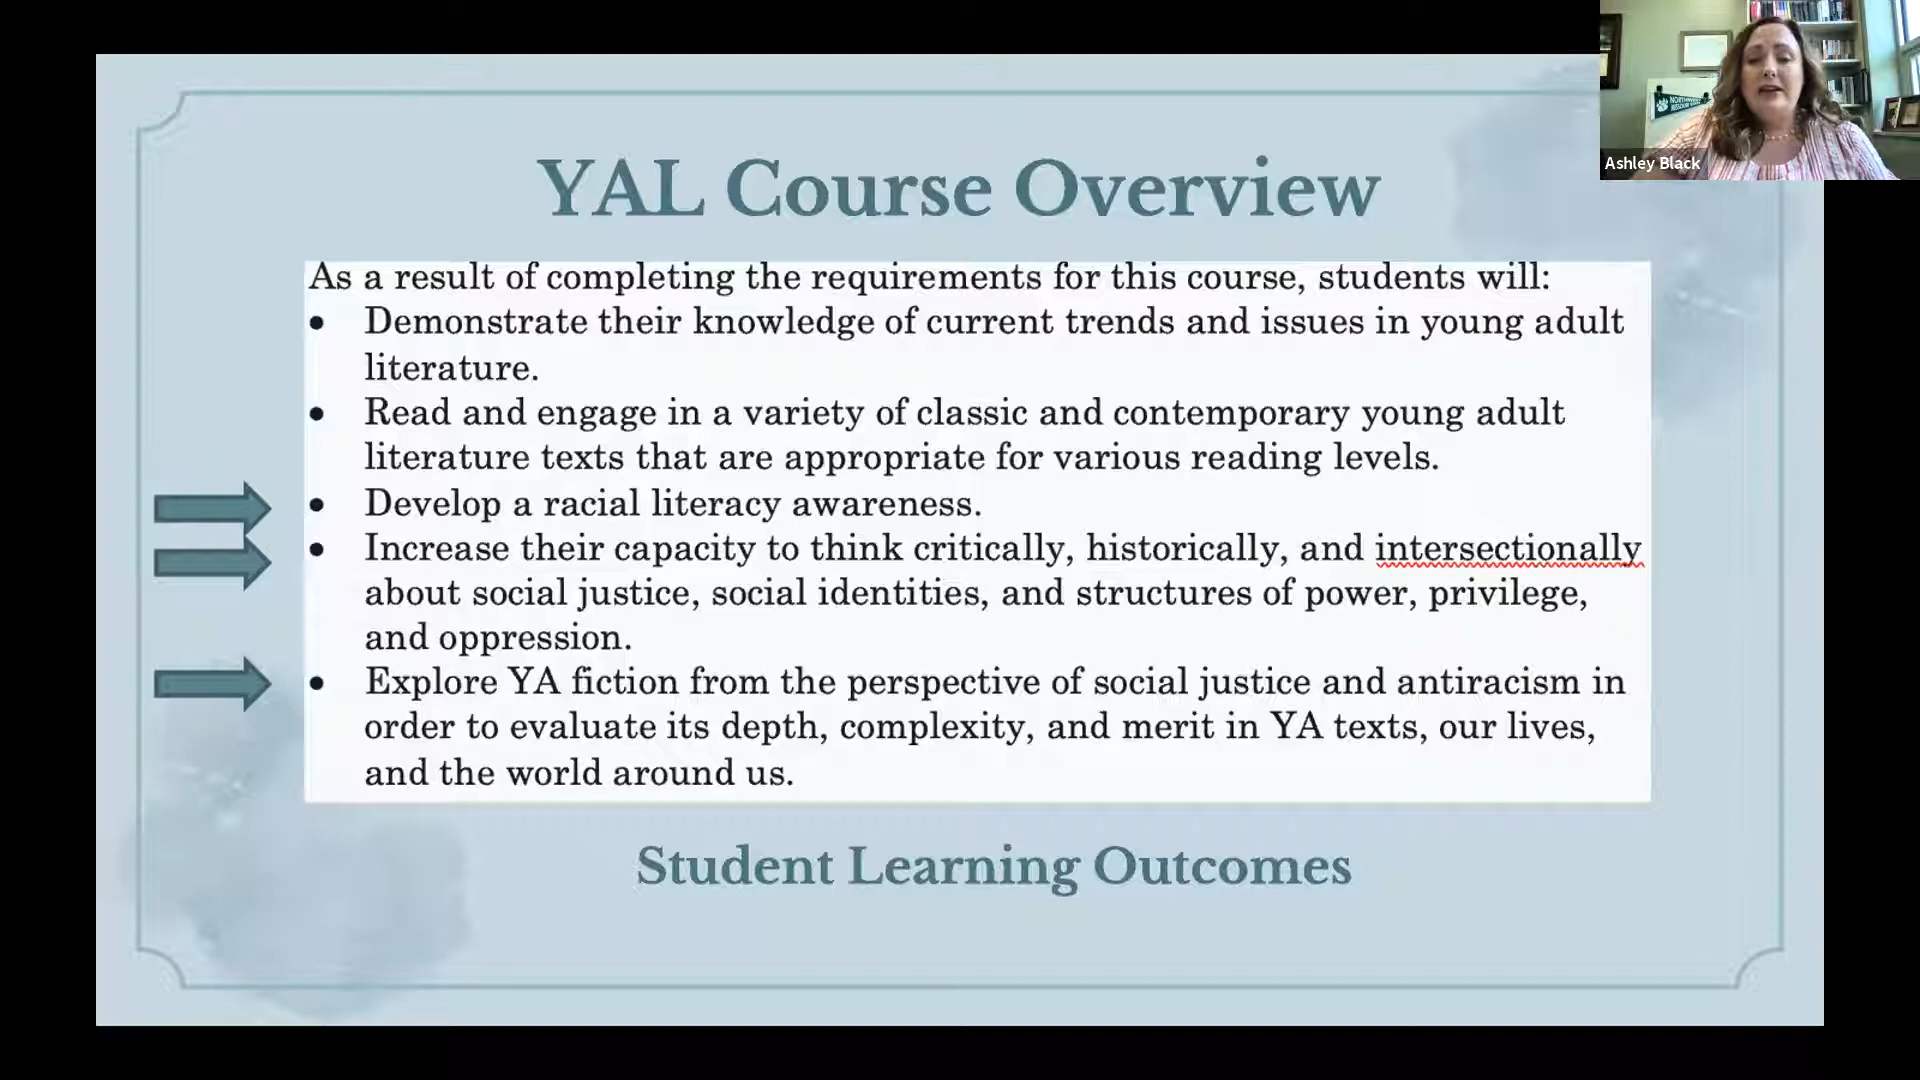 YAL Course Overview
As a result of completing the requirements for this course, students will:
• Demonstrate their knowledge of current trends and issues in young adult
literature.
• Read and engage in a variety of classic and contemporary young adult
literature texts that are appropriate for various reading levels.
• Develop a racial literacy awareness.
• Increase their capacity to think critically, historically, and intersectionally
about social justice, social identities, and structures of power, privilege,
and oppression.
• Explore YA fiction from the perspective of social justice and antiracism in
order to evaluate its depth, complexity, and merit in YA texts, our lives,
and the world around us.
Student Learning Outcomes
Ashley Black